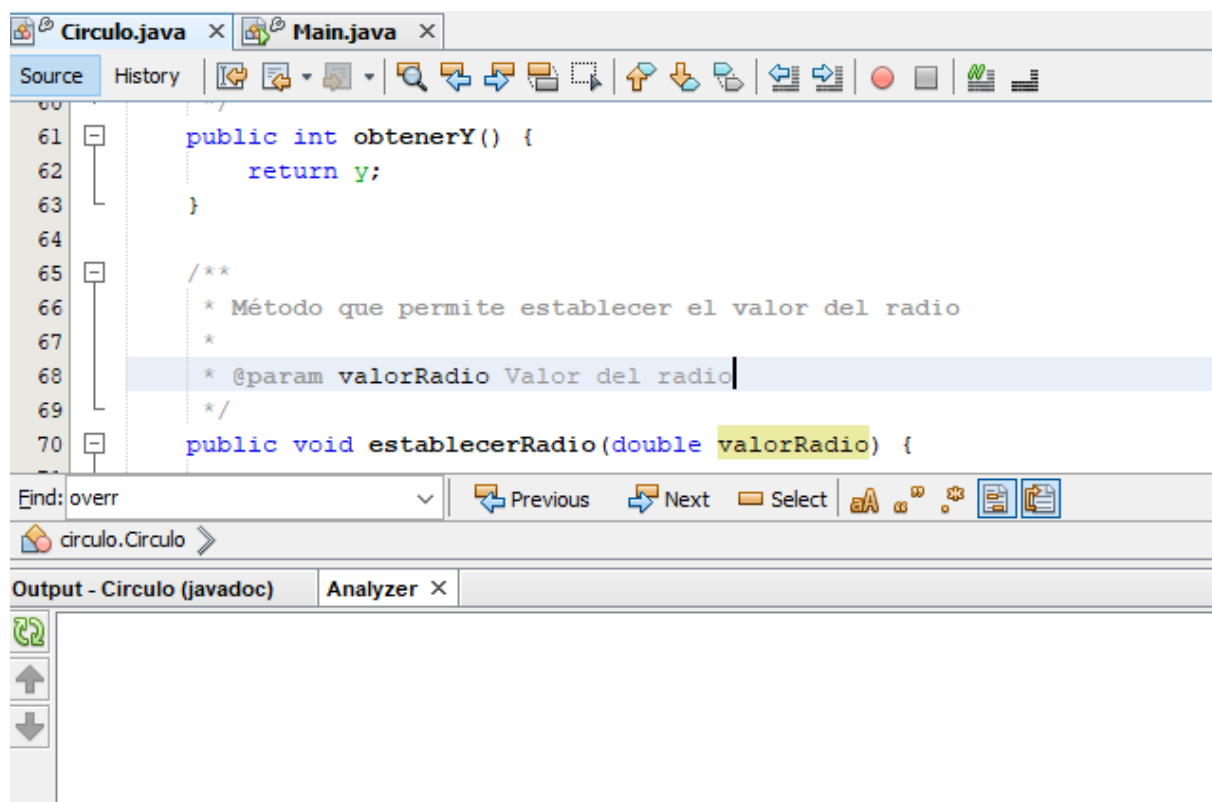 Circulo.java Main.java
Source History
60 */
61 public int obtenerY() {
62 return y;
63 }
64
65 /**
66 * Método que permite establecer el valor del radio
67 *
68 * @param valorRadio Valor del radio
69 */
70 public void establecerRadio(double valorRadio) {
Find: overr Previous Next Select aA
circulo.Circulo
Output - Circulo (javadoc) Analyzer